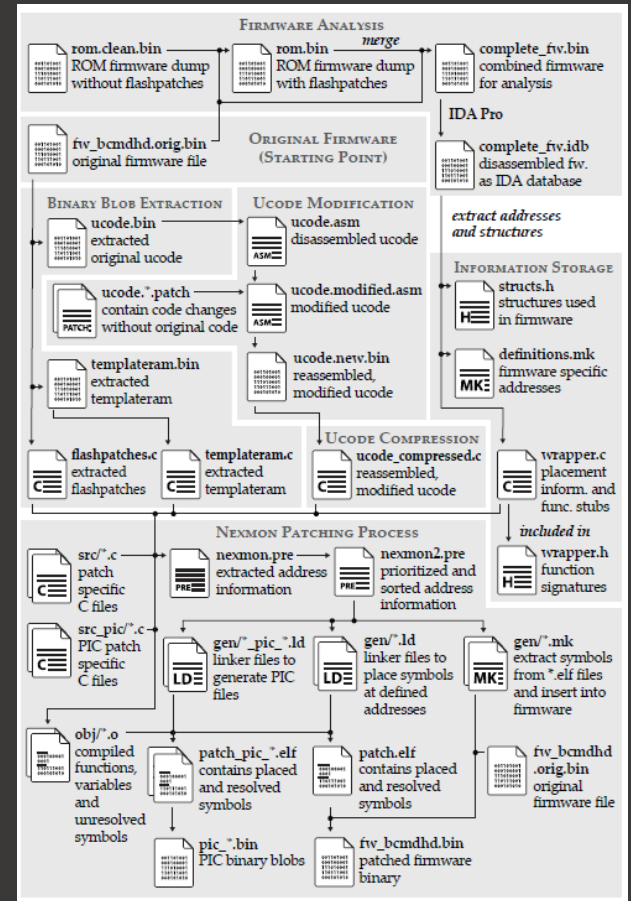 FIRMWARE ANALYSIS
rom.clean.bin
ROM firmware dump
without flashpatches
rom.bin
ROM firmware dump
with flashpatches
merge
complete_fw.bin
combined firmware
for analysis
IDA Pro
fw_bcmdhd.orig.bin
original firmware file
ORIGINAL FIRMWARE
(STARTING POINT)
complete_fw.idb
disassembled fw.
as IDA database
extract addresses
and structures
BINARY BLOB EXTRACTION
ucode.bin
extracted
original ucode
UCODE MODIFICATION
ucode.asm
disassembled ucode
ASM
ucode.*.patch
contain code changes
without original code
PATCH
ucode.modified.asm
modified ucode
ASM
templateram.bin
extracted
templateram
ucode.new.bin
reassembled,
modified ucode
INFORMATION STORAGE
structs.h
structures used
in firmware
H
definitions.mk
firmware specific
addresses
MK
flashpatches.c
extracted
flashpatches
C
templateram.c
extracted
templateram
C
UCODE COMPRESSION
ucode_compressed.c
reassembled,
modified ucode
C
wrapper.c
placement
inform. and
func. stubs
C
included in
wrapper.h
function
signatures
H
NEXMON PATCHING PROCESS
src/*.c
patch
specific
C files
C
nexmon.pre
extracted address
information
PRE
nexmon2.pre
prioritized and
sorted address
information
PRE
src_pic/*.c
PIC patch
specific
C files
C
gen/*_pic_*.ld
linker files to
generate PIC
files
LD
gen/*.ld
linker files to
place symbols
at defined
addresses
LD
gen/*.mk
extract symbols
from *.elf files
and insert into
firmware
MK
obj/*.o
compiled
functions,
variables
and
unresolved
symbols
patch_pic_*.elf
contains placed
and resolved
symbols
patch.elf
contains placed
and resolved
symbols
fw_bcmdhd
.orig.bin
original
firmware file
pic_*.bin
PIC binary blobs
fw_bcmdhd.bin
patched firmware
binary